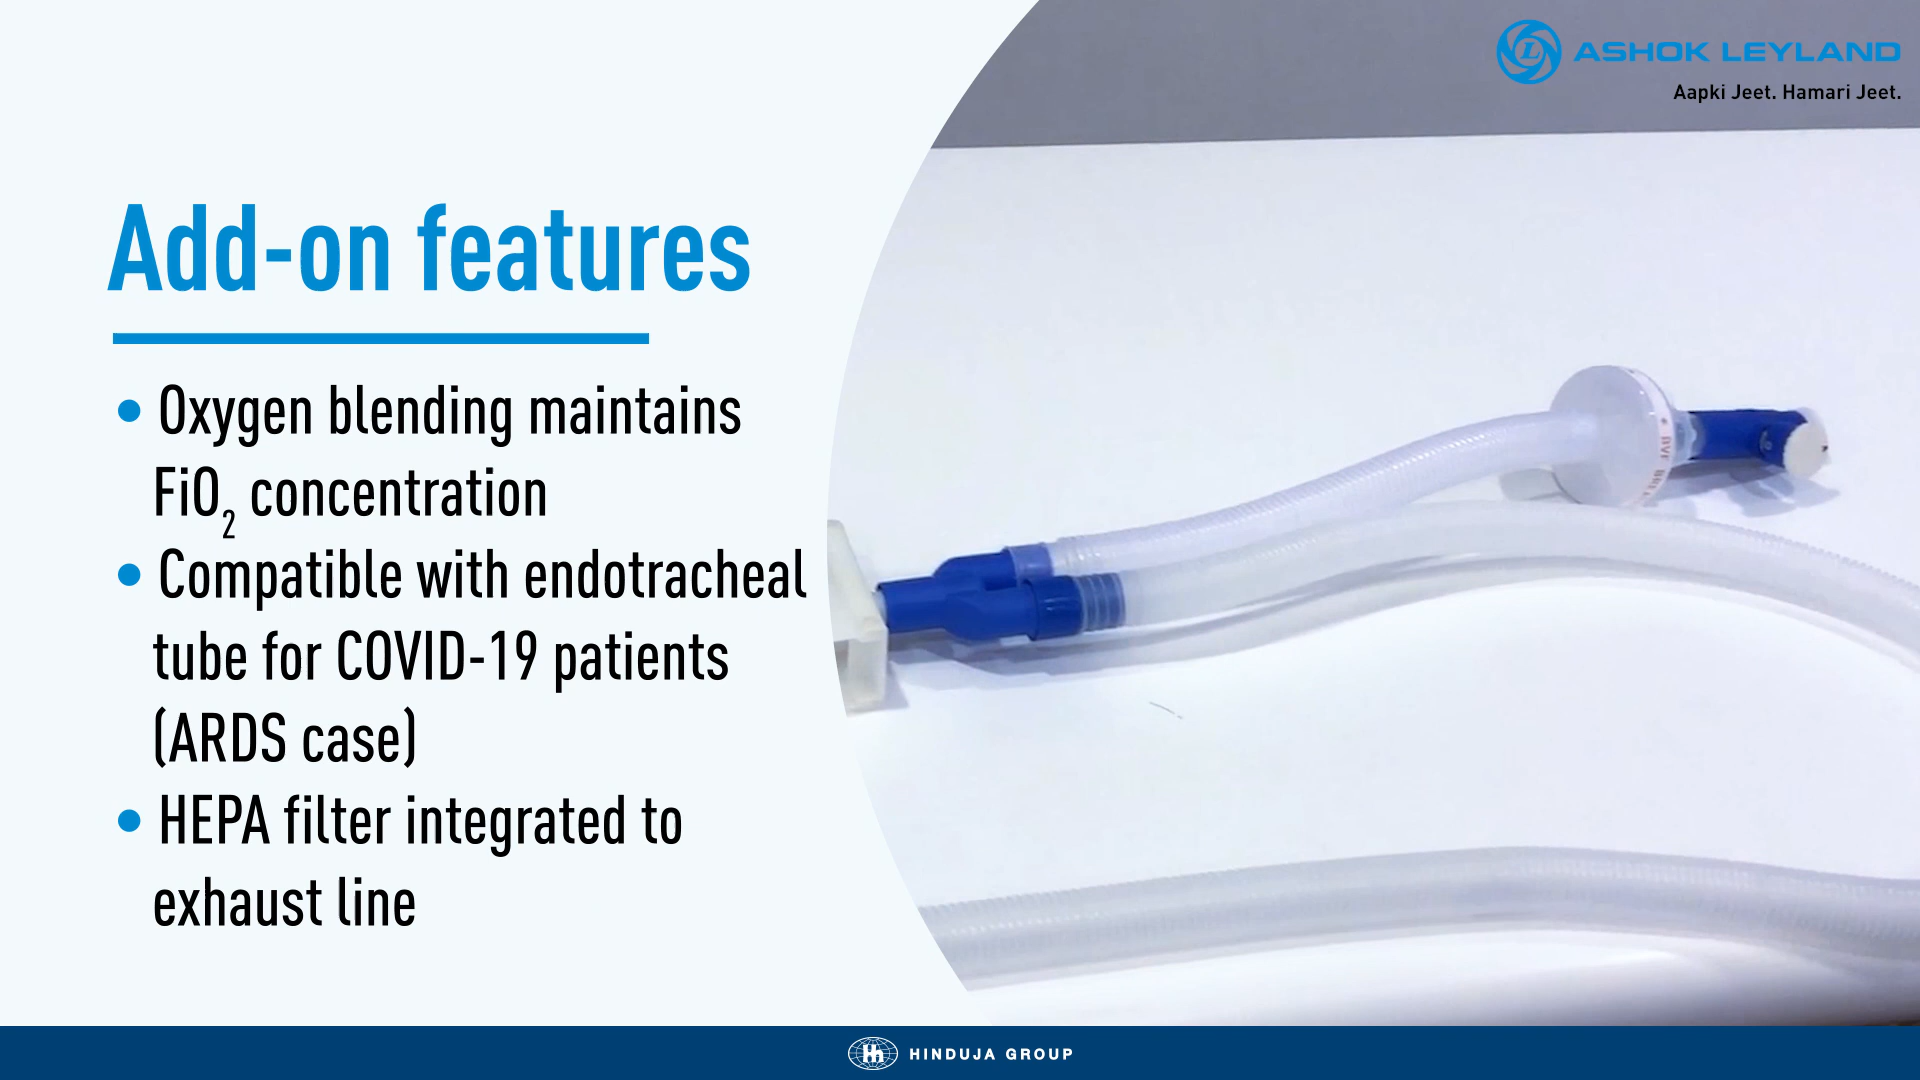 ASHOK LEYLAND
Aapki Jeet. Hamari Jeet.
Add-on features
• Oxygen blending maintains
FiO₂ concentration
• Compatible with endotracheal
tube for COVID-19 patients
(ARDS case)
• HEPA filter integrated to
exhaust line
HINDUJA GROUP